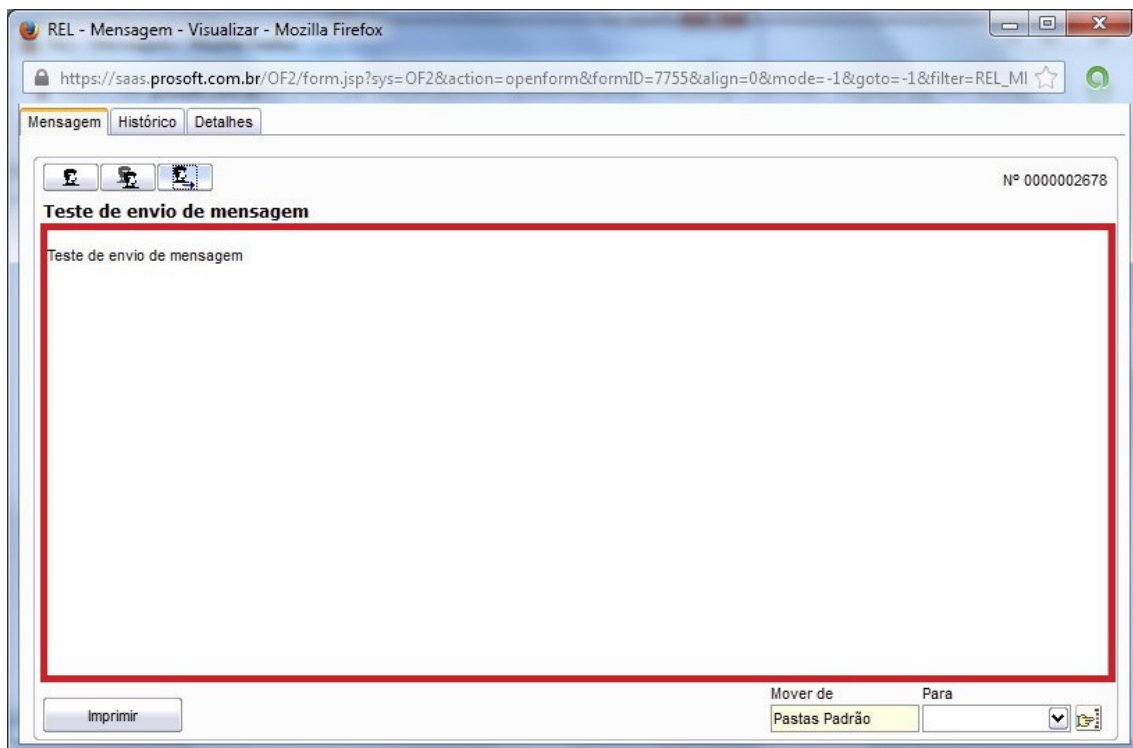 REL - Mensagem - Visualizar - Mozilla Firefox
https://saas.prosoft.com.br/OF2/form.jsp?sys=OF2&action=openform&formID=7755&align=0&mode=-1&goto=-1&filter=REL_MI
Mensagem Histórico Detalhes
Nº 0000002678
Teste de envio de mensagem
Teste de envio de mensagem
Mover de Para
Imprimir Pastas Padrão